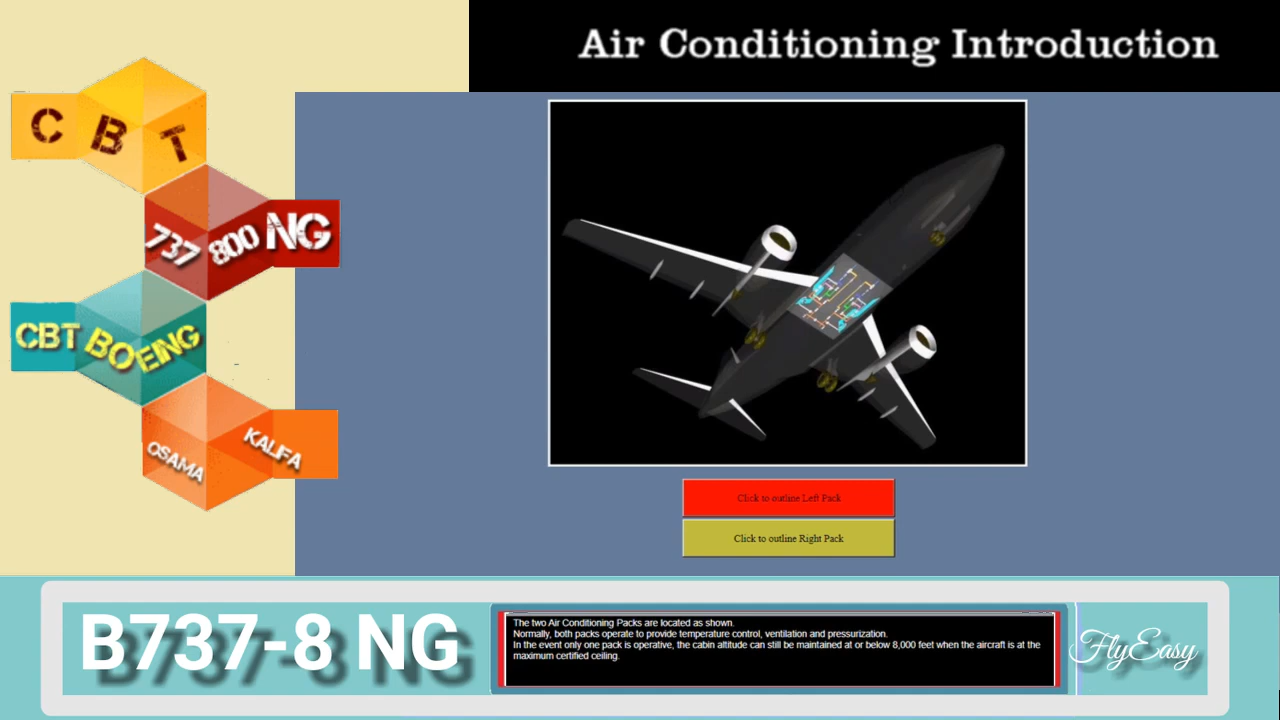 Air Conditioning Introduction
CBT
737 800 NG
CBT BOEING
OSAMA KALIFA
Click to outline Left Pack
Click to outline Right Pack
B737-8 NG
The two Air Conditioning Packs are located as shown.
Normally, both packs operate to provide temperature control, ventilation and pressurization.
In the event only one pack is operative, the cabin altitude can still be maintained at or below 8,000 feet when the aircraft is at the
maximum certified ceiling.
FlyEasy